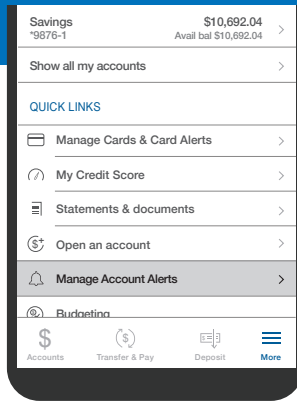 Savings $10,692.04
*9876-1 Avail bal $10,692.04
Show all my accounts
QUICK LINKS
Manage Cards & Card Alerts
My Credit Score
Statements & documents
$+ Open an account
Manage Account Alerts
Budgeting
$ $
Accounts Transfer & Pay Deposit More